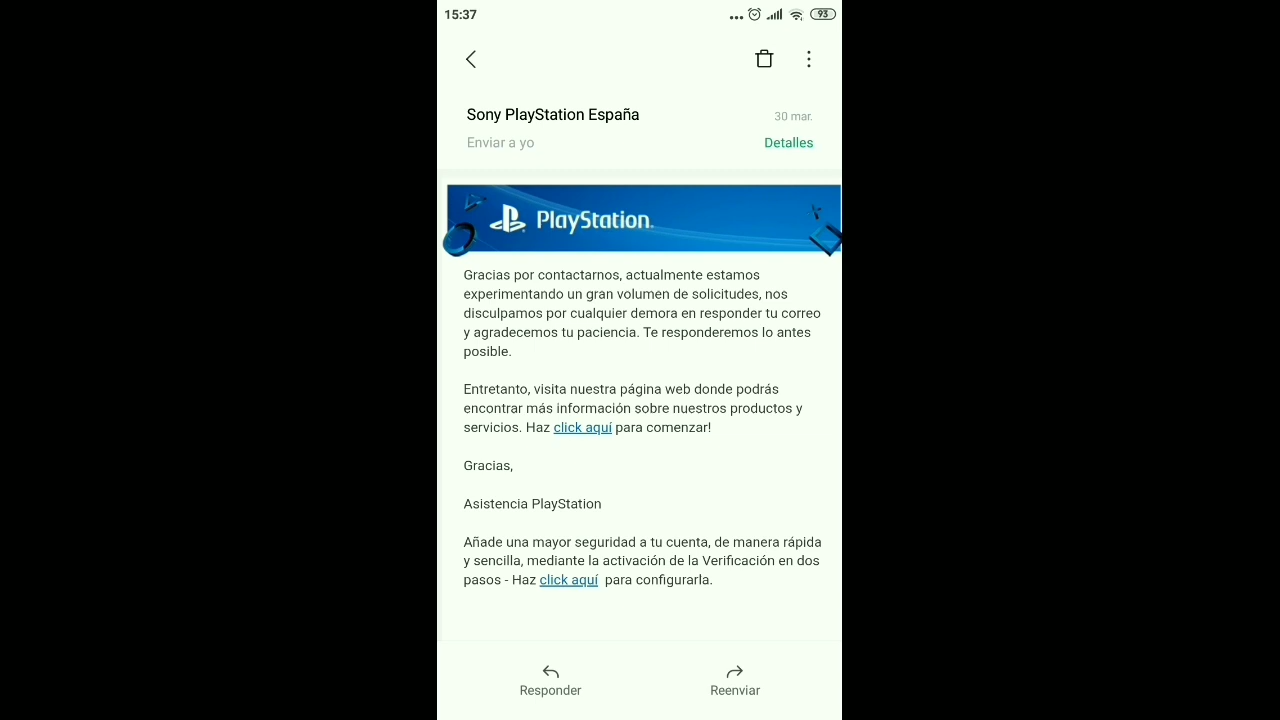 15:37
93
Sony PlayStation España
30 mar.
Enviar a yo
Detalles
PlayStation.
Gracias por contactarnos, actualmente estamos
experimentando un gran volumen de solicitudes, nos
disculpamos por cualquier demora en responder tu correo
y agradecemos tu paciencia. Te responderemos lo antes
posible.
Entretanto, visita nuestra página web donde podrás
encontrar más información sobre nuestros productos y
servicios. Haz click aquí para comenzar!
Gracias,
Asistencia PlayStation
Añade una mayor seguridad a tu cuenta, de manera rápida
y sencilla, mediante la activación de la Verificación en dos
pasos - Haz click aquí para configurarla.
Responder
Reenviar